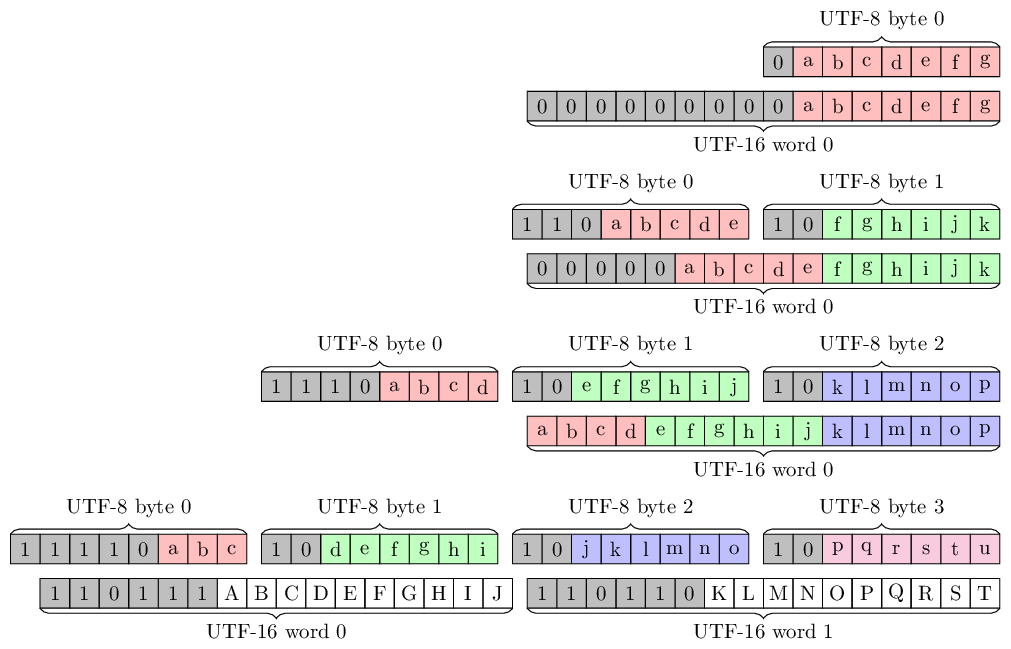 UTF-8 byte 0
0 a b c d e f g
0 0 0 0 0 0 0 0 0 a b c d e f g
UTF-16 word 0
UTF-8 byte 0 UTF-8 byte 1
1 1 0 a b c d e 1 0 f g h i j k
0 0 0 0 0 a b c d e f g h i j k
UTF-16 word 0
UTF-8 byte 0 UTF-8 byte 1 UTF-8 byte 2
1 1 1 0 a b c d 1 0 e f g h i j 1 0 k l m n o p
a b c d e f g h i j k l m n o p
UTF-16 word 0
UTF-8 byte 0 UTF-8 byte 1 UTF-8 byte 2 UTF-8 byte 3
1 1 1 1 0 a b c 1 0 d e f g h i 1 0 j k l m n o 1 0 p q r s t u
1 1 0 1 1 1 A B C D E F G H I J 1 1 0 1 1 0 K L M N O P Q R S T
UTF-16 word 0 UTF-16 word 1